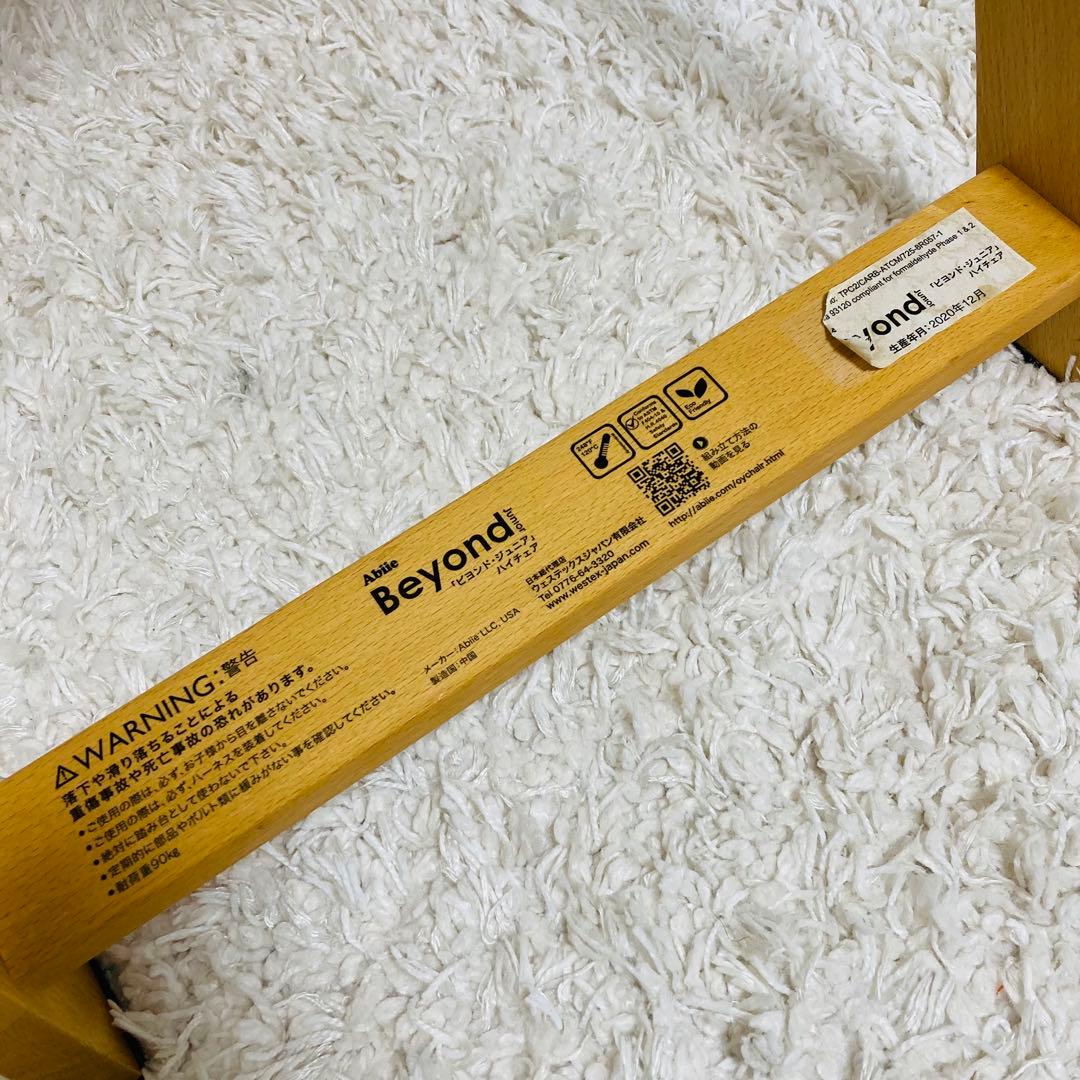 ⚠WARNING:警告
落下や滑り落ちることによる
重傷事故や死亡事故の恐れがあります。
•ご使用の際は、必ず、お子様から目を離さないでください。
•ご使用の際は、必ず、ハーネスを装着してください。
•絶対に踏み台として使わないで下さい。
•定期的に部品やボルト類に緩みがない事を確認してください。
•耐荷重90kg
Abiie
Beyond Junior
「ビヨンド・ジュニア」
ハイチェア
メーカー:Abiie LLC, USA
製造国:中国
日本総代理店
ウェステックスジャパン有限会社
Tel 0776-64-3320
www.westex-japan.com
248°F
120°C
Conforms
to ASTM
F404-18 &
H.R.4040
Safety
Standards
Eco
Friendly
組み立て方法の
動画を見る
http://abiie.com/oychair.html
TPC2/CARB-ATCM/725-8R057-1
93120 compliant for formaldehyde Phase 1 & 2
yond Junior
「ビヨンド・ジュニア」
ハイチェア
生産年月:2020年12月